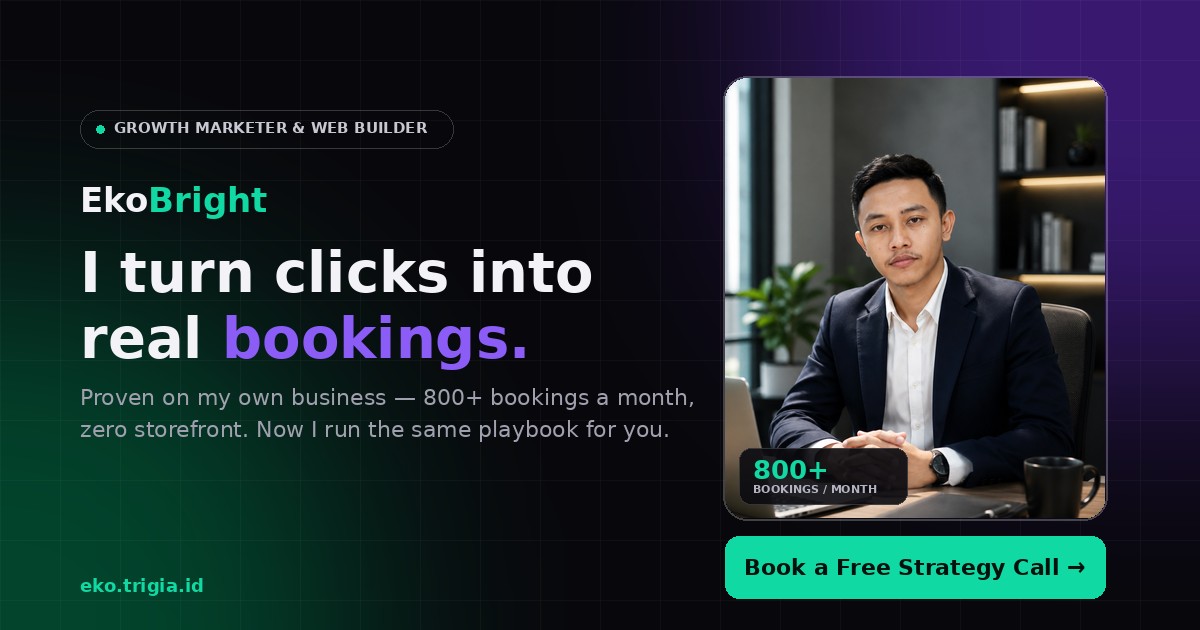 GROWTH MARKETER & WEB BUILDER
EkoBright
I turn clicks into
real bookings.
Proven on my own business — 800+ bookings a month,
zero storefront. Now I run the same playbook for you.
eko.trigia.id
800+
BOOKINGS / MONTH
Book a Free Strategy Call →